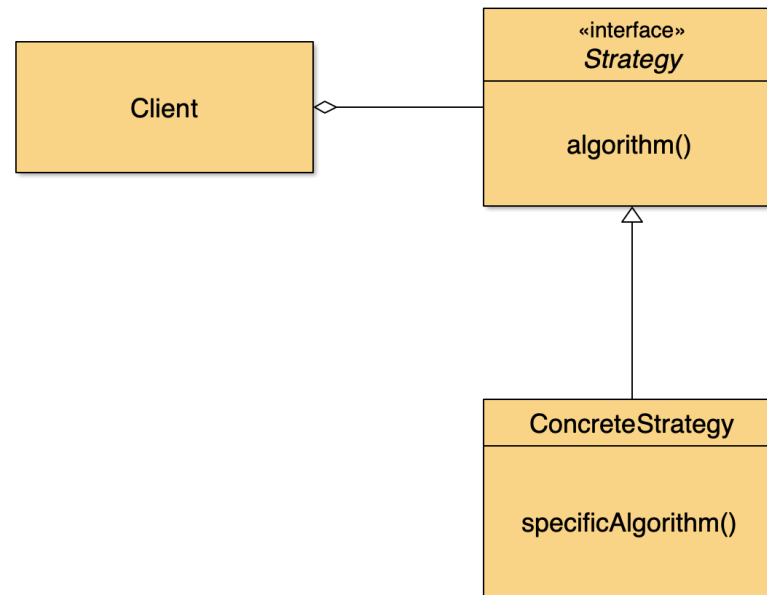 Client
«interface»
Strategy
algorithm()
ConcreteStrategy
specificAlgorithm()